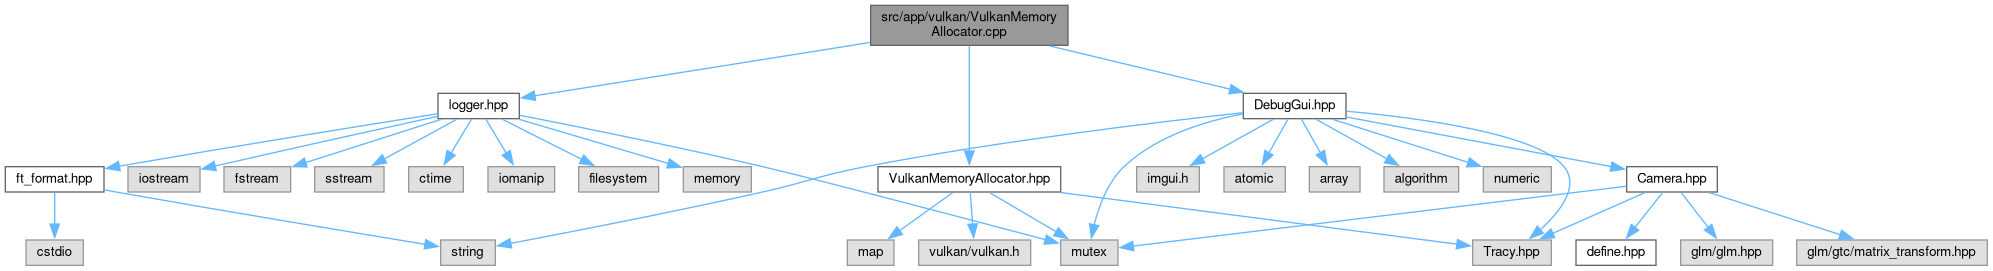 src/app/vulkan/VulkanMemory
Allocator.cpp
logger.hpp
DebugGui.hpp
ft_format.hpp
iostream
fstream
sstream
ctime
iomanip
filesystem
memory
VulkanMemoryAllocator.hpp
imgui.h
atomic
array
algorithm
numeric
Camera.hpp
cstdio
string
map
vulkan/vulkan.h
mutex
Tracy.hpp
define.hpp
glm/glm.hpp
glm/gtc/matrix_transform.hpp